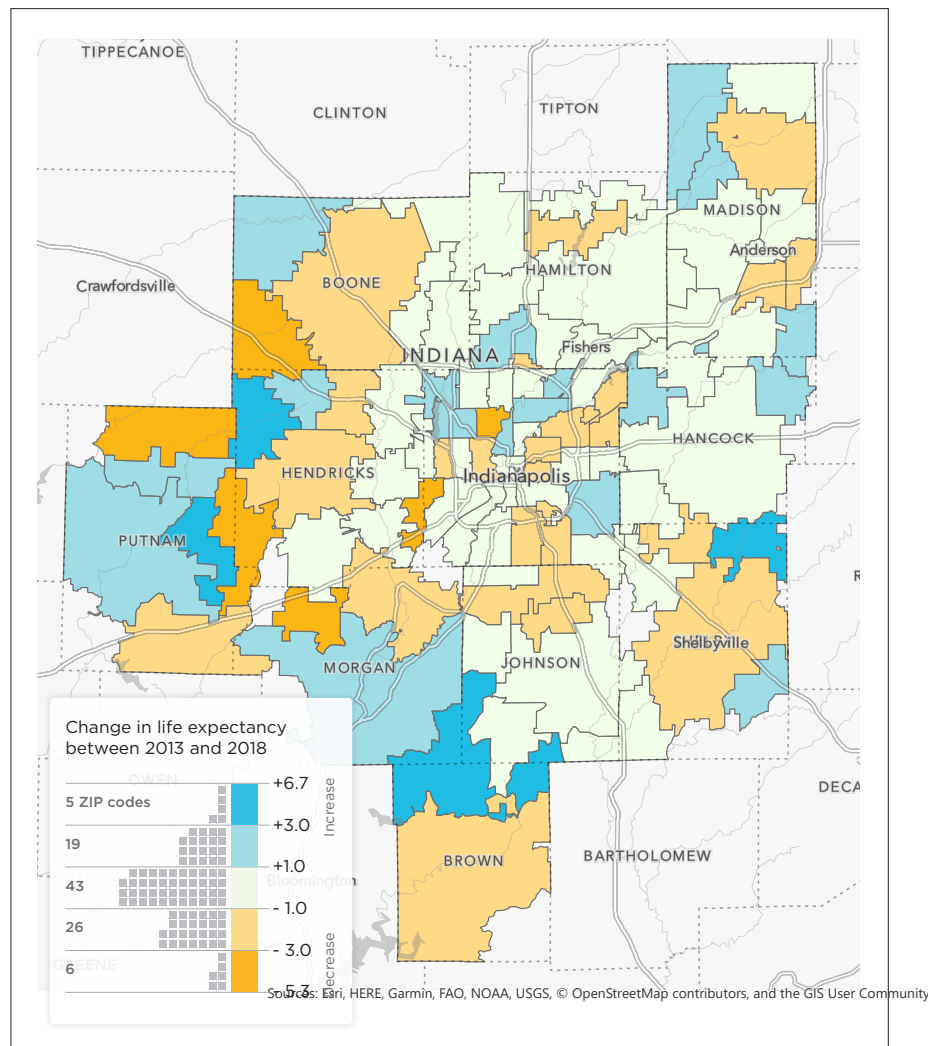 TIPPECANOE
CLINTON
TIPTON
MADISON
Anderson
HAMILTON
Crawfordsville
BOONE
INDIANA
Fishers
HANCOCK
HENDRICKS
Indianapolis
PUTNAM
Shelbyville
JOHNSON
MORGAN
Change in life expectancy
between 2013 and 2018
OWEN
+6.7
5 ZIP codes
Increase
+3.0
DECA
19
+1.0
BROWN
BARTHOLOMEW
Bloomington
43
- 1.0
26
- 3.0
Decrease
GREENE
6
- 5.3
Sources: Esri, HERE, Garmin, FAO, NOAA, USGS, © OpenStreetMap contributors, and the GIS User Community